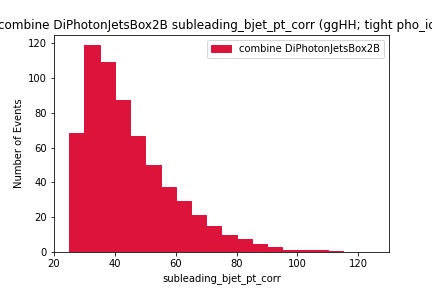 combine DiPhotonJetsBox2B subleading_bjet_pt_corr (ggHH; tight pho_id
combine DiPhotonJetsBox2B
120
100
80
60
40
20
0
Number of Events
20 40 60 80 100 120
subleading_bjet_pt_corr